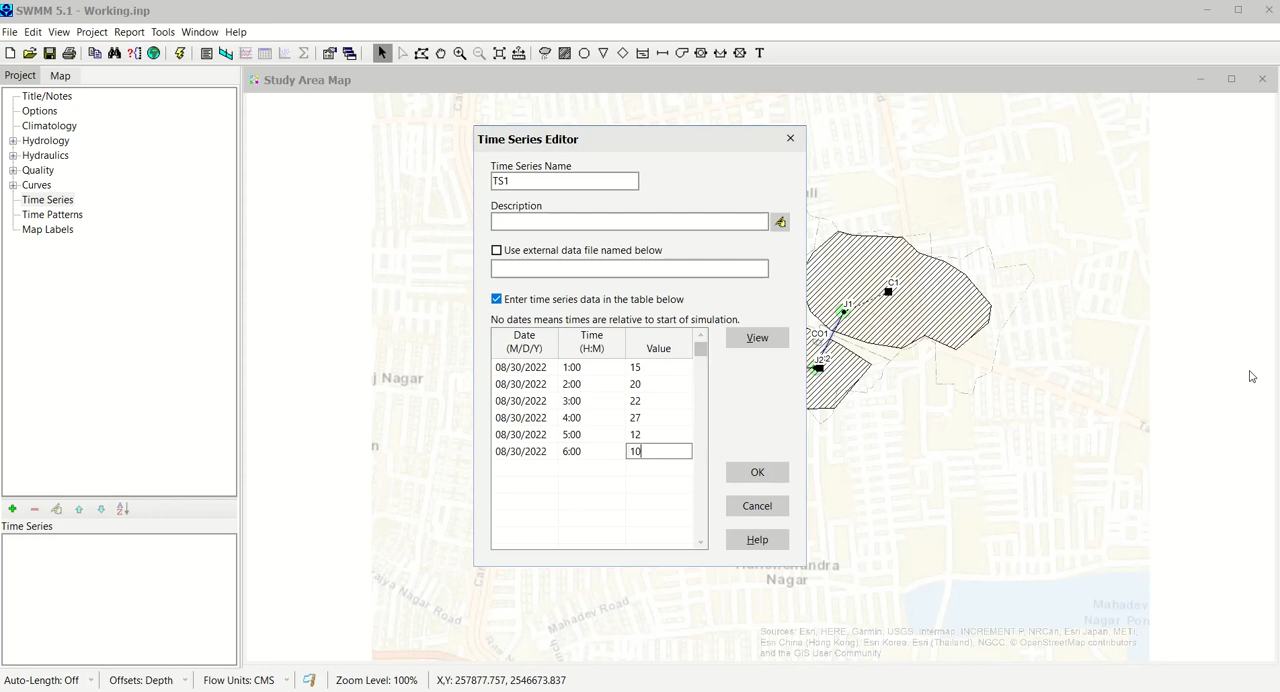 SWMM 5.1 - Working.inp
File Edit View Project Report Tools Window Help
Project Map
Study Area Map
Title/Notes
Options
Climatology
Hydrology
Hydraulics
Quality
Curves
Time Series
Time Patterns
Map Labels
Time Series
Time Series Editor
Time Series Name
TS1
Description
Use external data file named below
Enter time series data in the table below
No dates means times are relative to start of simulation.
Date (M/D/Y) Time (H:M) Value
08/30/2022 1:00 15
08/30/2022 2:00 20
08/30/2022 3:00 22
08/30/2022 4:00 27
08/30/2022 5:00 12
08/30/2022 6:00 10
View
OK
Cancel
Help
C1
J1
CO1
J2
j Nagar
Nagar
Mahadev Road
Mahadev Road
Mahadev
Nagar Pon
Sources: Esri, HERE, Garmin, USGS, Intermap, INCREMENT P, NRCan, Esri Japan, METI,
Esri China (Hong Kong), Esri Korea, Esri (Thailand), NGCC, © OpenStreetMap contributors
and the GIS User Community
Auto-Length: Off Offsets: Depth Flow Units: CMS Zoom Level: 100% X,Y: 257877.757, 2546673.837